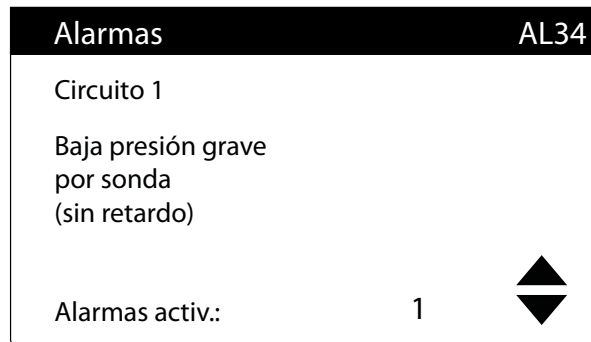 Alarmas AL34
Circuito 1
Baja presión grave
por sonda
(sin retardo)
Alarmas activ.: 1